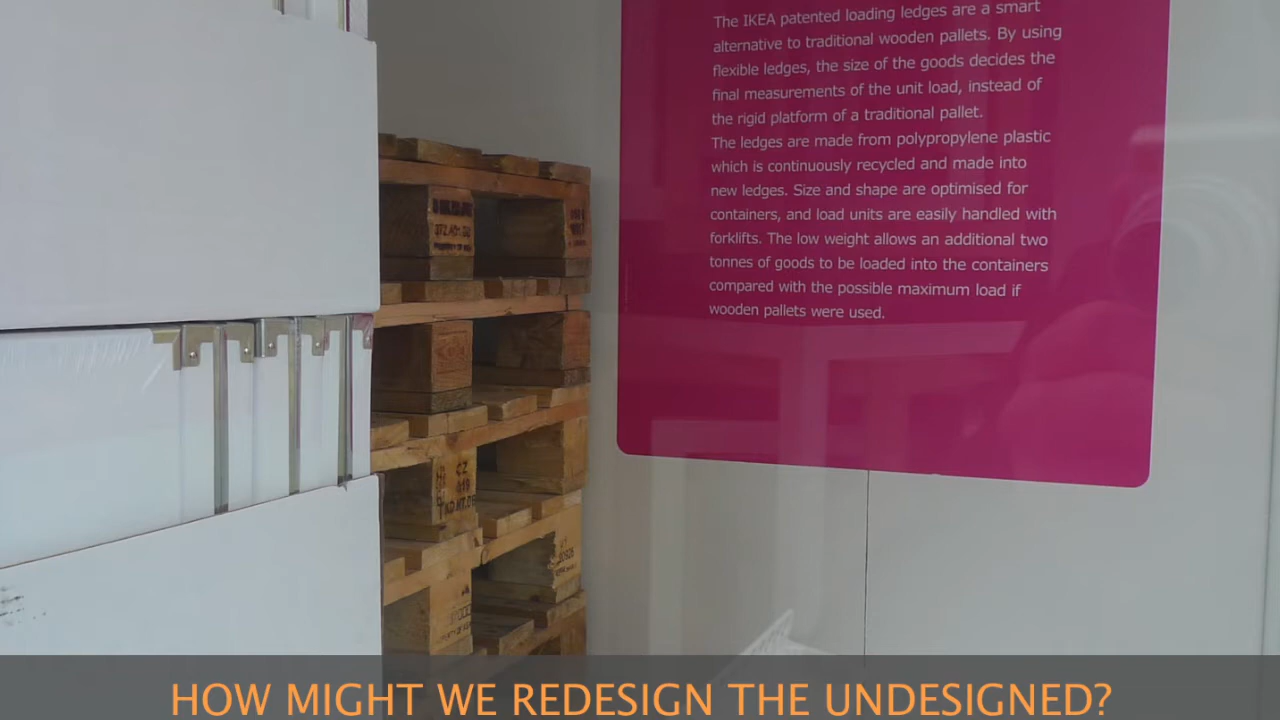 The IKEA patented loading ledges are a smart
alternative to traditional wooden pallets. By using
flexible ledges, the size of the goods decides the
final measurements of the unit load, instead of
the rigid platform of a traditional pallet.
The ledges are made from polypropylene plastic
which is continuously recycled and made into
new ledges. Size and shape are optimised for
containers, and load units are easily handled with
forklifts. The low weight allows an additional two
tonnes of goods to be loaded into the containers
compared with the possible maximum load if
wooden pallets were used.
CZ
HOW MIGHT WE REDESIGN THE UNDESIGNED?